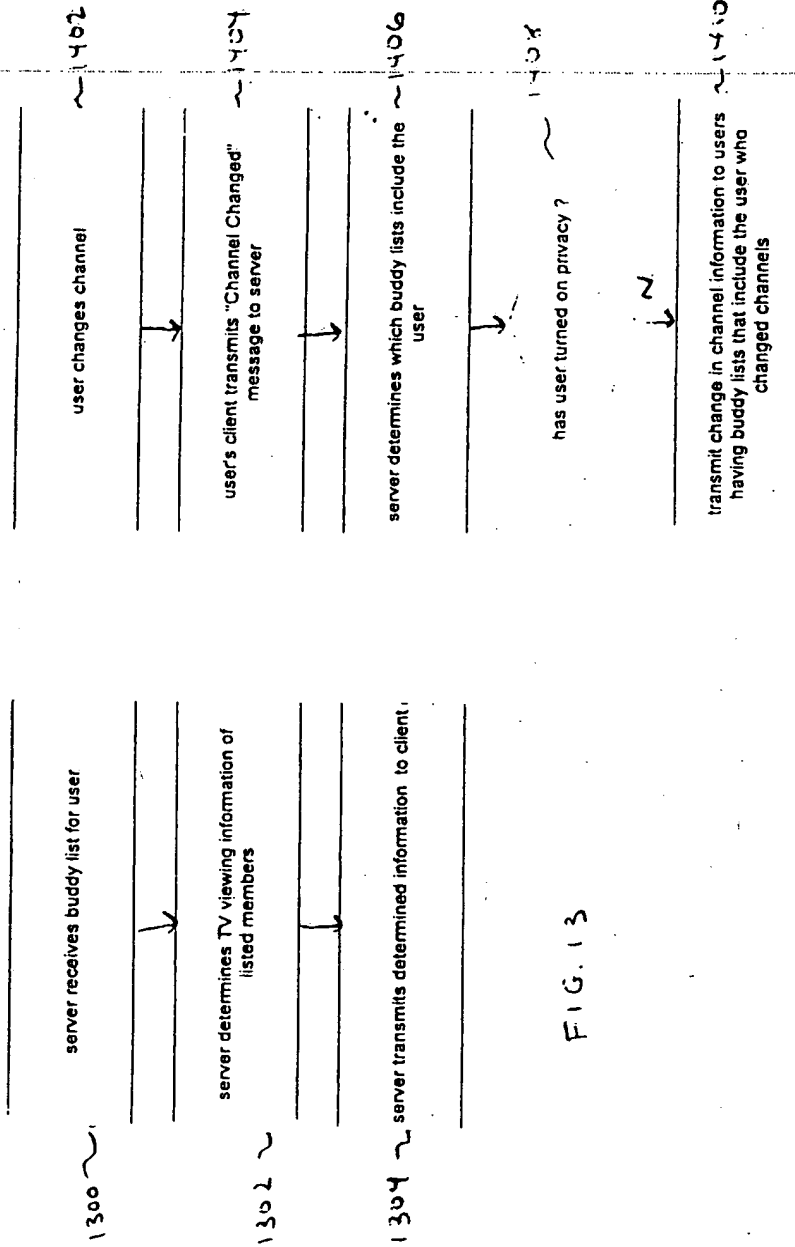 1300
server receives buddy list for user
1302
server determines TV viewing information of
listed members
1304
server transmits determined information to client
FIG. 13
user changes channel
1402
user's client transmits "Channel Changed"
message to server
1404
server determines which buddy lists include the
user
1406
has user turned on privacy ?
1408
N
transmit change in channel information to users
having buddy lists that include the user who
changed channels
1410